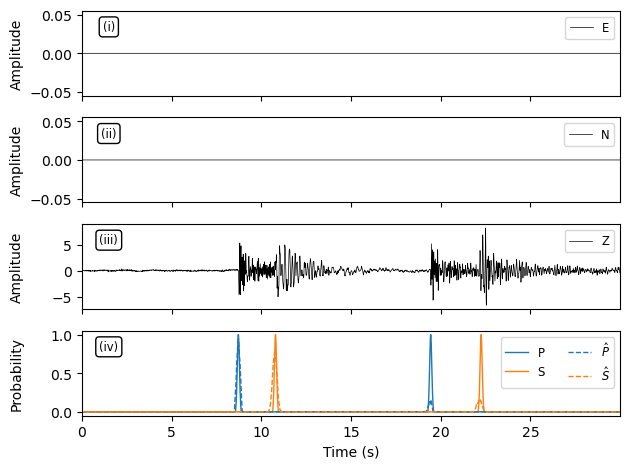 Amplitude
0.05
0.00
−0.05
(i)
E
Amplitude
0.05
0.00
−0.05
(ii)
N
Amplitude
5
0
−5
(iii)
Z
Probability
1.0
0.5
0.0
(iv)
P P̂
S Ŝ
0 5 10 15 20 25
Time (s)